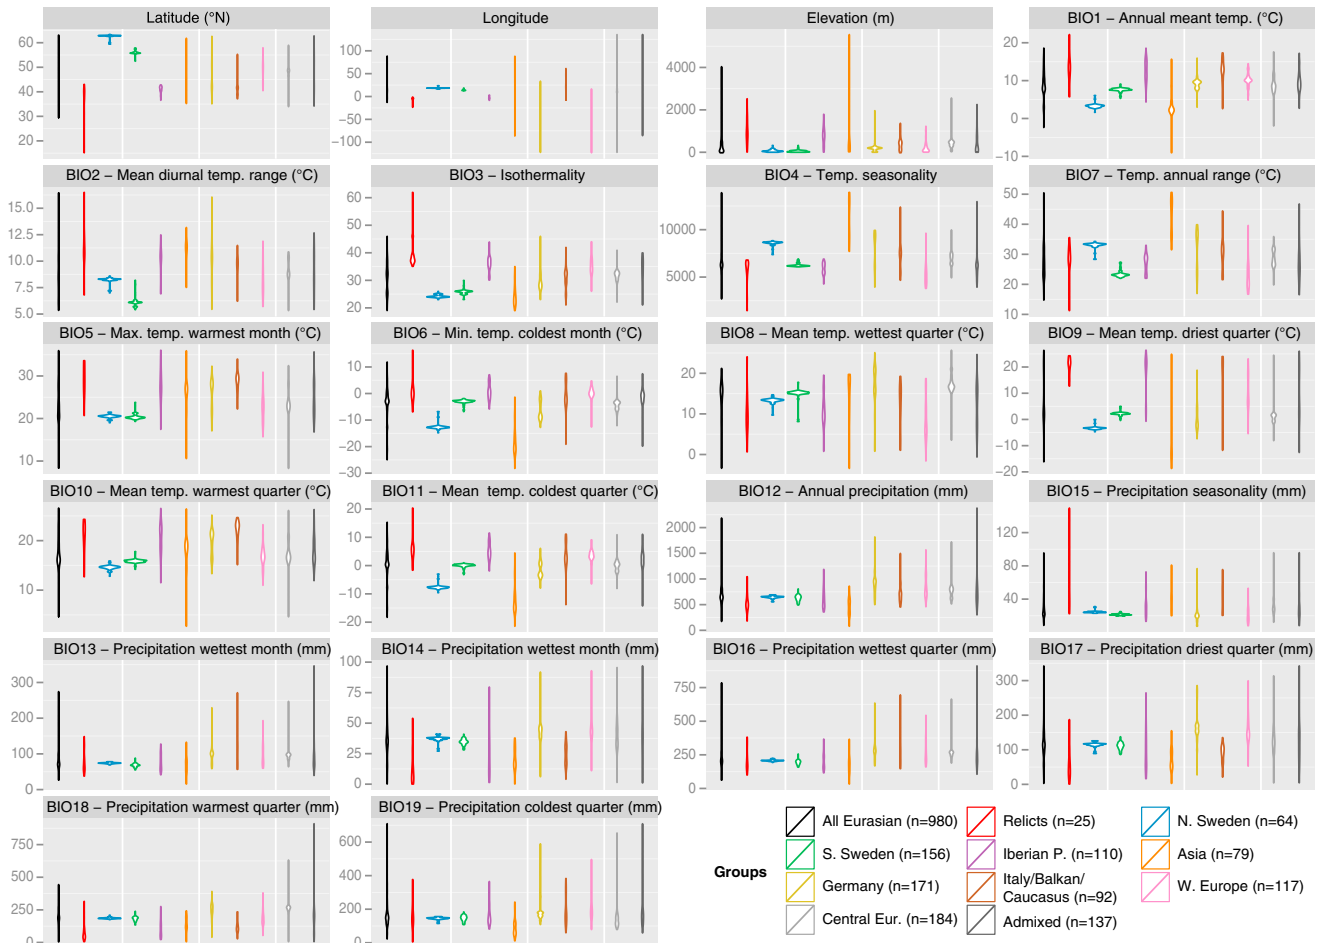 Latitude (°N)
Longitude
Elevation (m)
BIO1 – Annual meant temp. (°C)
60
50
40
30
20
100
50
0
−50
−100
4000
2000
0
20
10
0
−10
BIO2 – Mean diurnal temp. range (°C)
BIO3 – Isothermality
BIO4 – Temp. seasonality
BIO7 – Temp. annual range (°C)
15.0
12.5
10.0
7.5
5.0
60
50
40
30
20
10000
5000
50
40
30
20
10
BIO5 – Max. temp. warmest month (°C)
BIO6 – Min. temp. coldest month (°C)
BIO8 – Mean temp. wettest quarter (°C)
BIO9 – Mean temp. driest quarter (°C)
30
20
10
10
0
−10
−20
−30
20
10
0
20
10
0
−10
−20
BIO10 – Mean temp. warmest quarter (°C)
BIO11 – Mean temp. coldest quarter (°C)
BIO12 – Annual precipitation (mm)
BIO15 – Precipitation seasonality (mm)
20
10
20
10
0
−10
−20
2000
1500
1000
500
0
120
80
40
BIO13 – Precipitation wettest month (mm)
BIO14 – Precipitation wettest month (mm)
BIO16 – Precipitation wettest quarter (mm)
BIO17 – Precipitation driest quarter (mm)
300
200
100
0
100
75
50
25
0
750
500
250
0
300
200
100
0
BIO18 – Precipitation warmest quarter (mm)
BIO19 – Precipitation coldest quarter (mm)
750
500
250
0
600
400
200
0
Groups
All Eurasian (n=980)
Relicts (n=25)
N. Sweden (n=64)
S. Sweden (n=156)
Iberian P. (n=110)
Asia (n=79)
Germany (n=171)
Italy/Balkan/
Caucasus (n=92)
W. Europe (n=117)
Central Eur. (n=184)
Admixed (n=137)